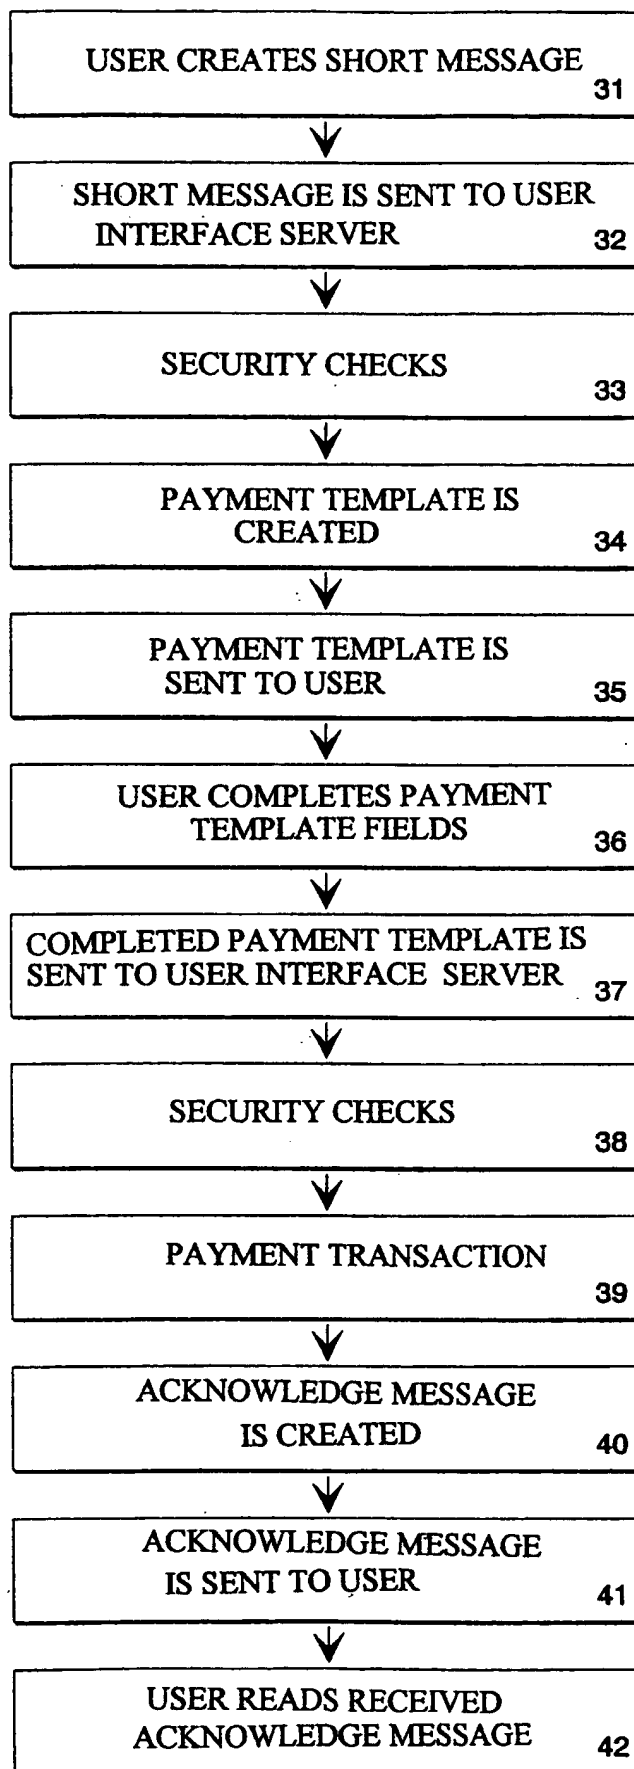 USER CREATES SHORT MESSAGE
31
SHORT MESSAGE IS SENT TO USER
INTERFACE SERVER
32
SECURITY CHECKS
33
PAYMENT TEMPLATE IS
CREATED
34
PAYMENT TEMPLATE IS
SENT TO USER
35
USER COMPLETES PAYMENT
TEMPLATE FIELDS
36
COMPLETED PAYMENT TEMPLATE IS
SENT TO USER INTERFACE SERVER
37
SECURITY CHECKS
38
PAYMENT TRANSACTION
39
ACKNOWLEDGE MESSAGE
IS CREATED
40
ACKNOWLEDGE MESSAGE
IS SENT TO USER
41
USER READS RECEIVED
ACKNOWLEDGE MESSAGE
42